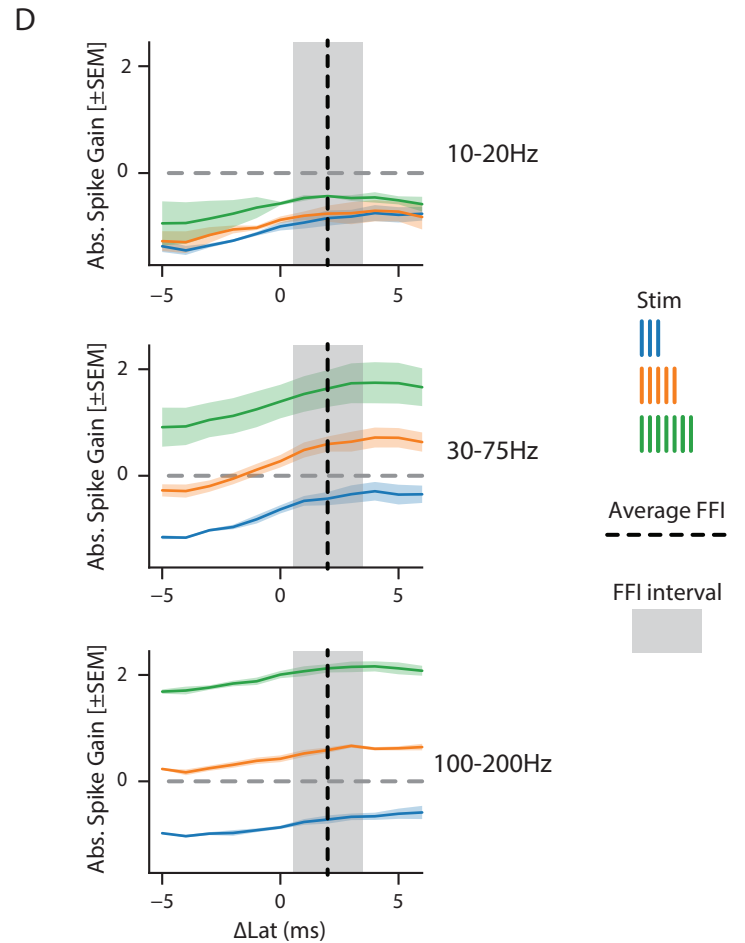 D
Abs. Spike Gain [±SEM]
2
0
−5
0
5
10-20Hz
Abs. Spike Gain [±SEM]
2
0
−5
0
5
30-75Hz
Abs. Spike Gain [±SEM]
2
0
−5
0
5
ΔLat (ms)
100-200Hz
Stim
Average FFI
FFI interval